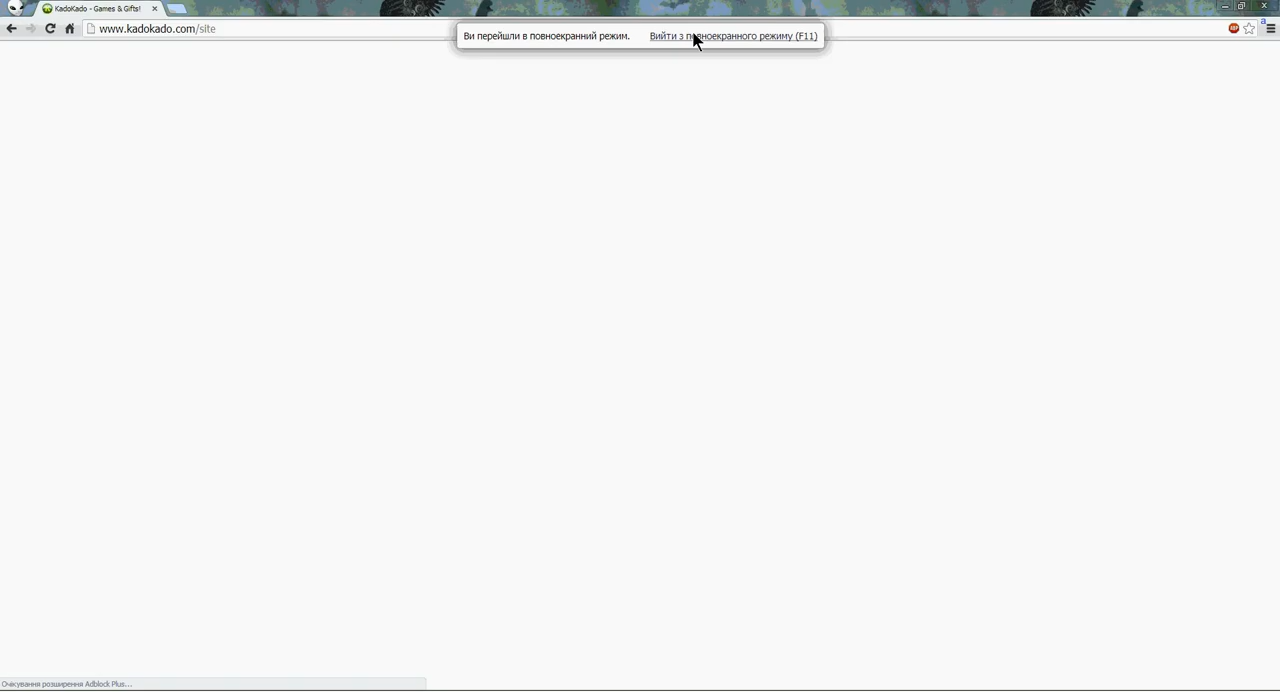 KadoKado - Games & Gifts!
www.kadokado.com/site
Ви перейшли в повноекранний режим. Вийти з повноекранного режиму (F11)
ABP
a
Очікування розширення Adblock Plus...